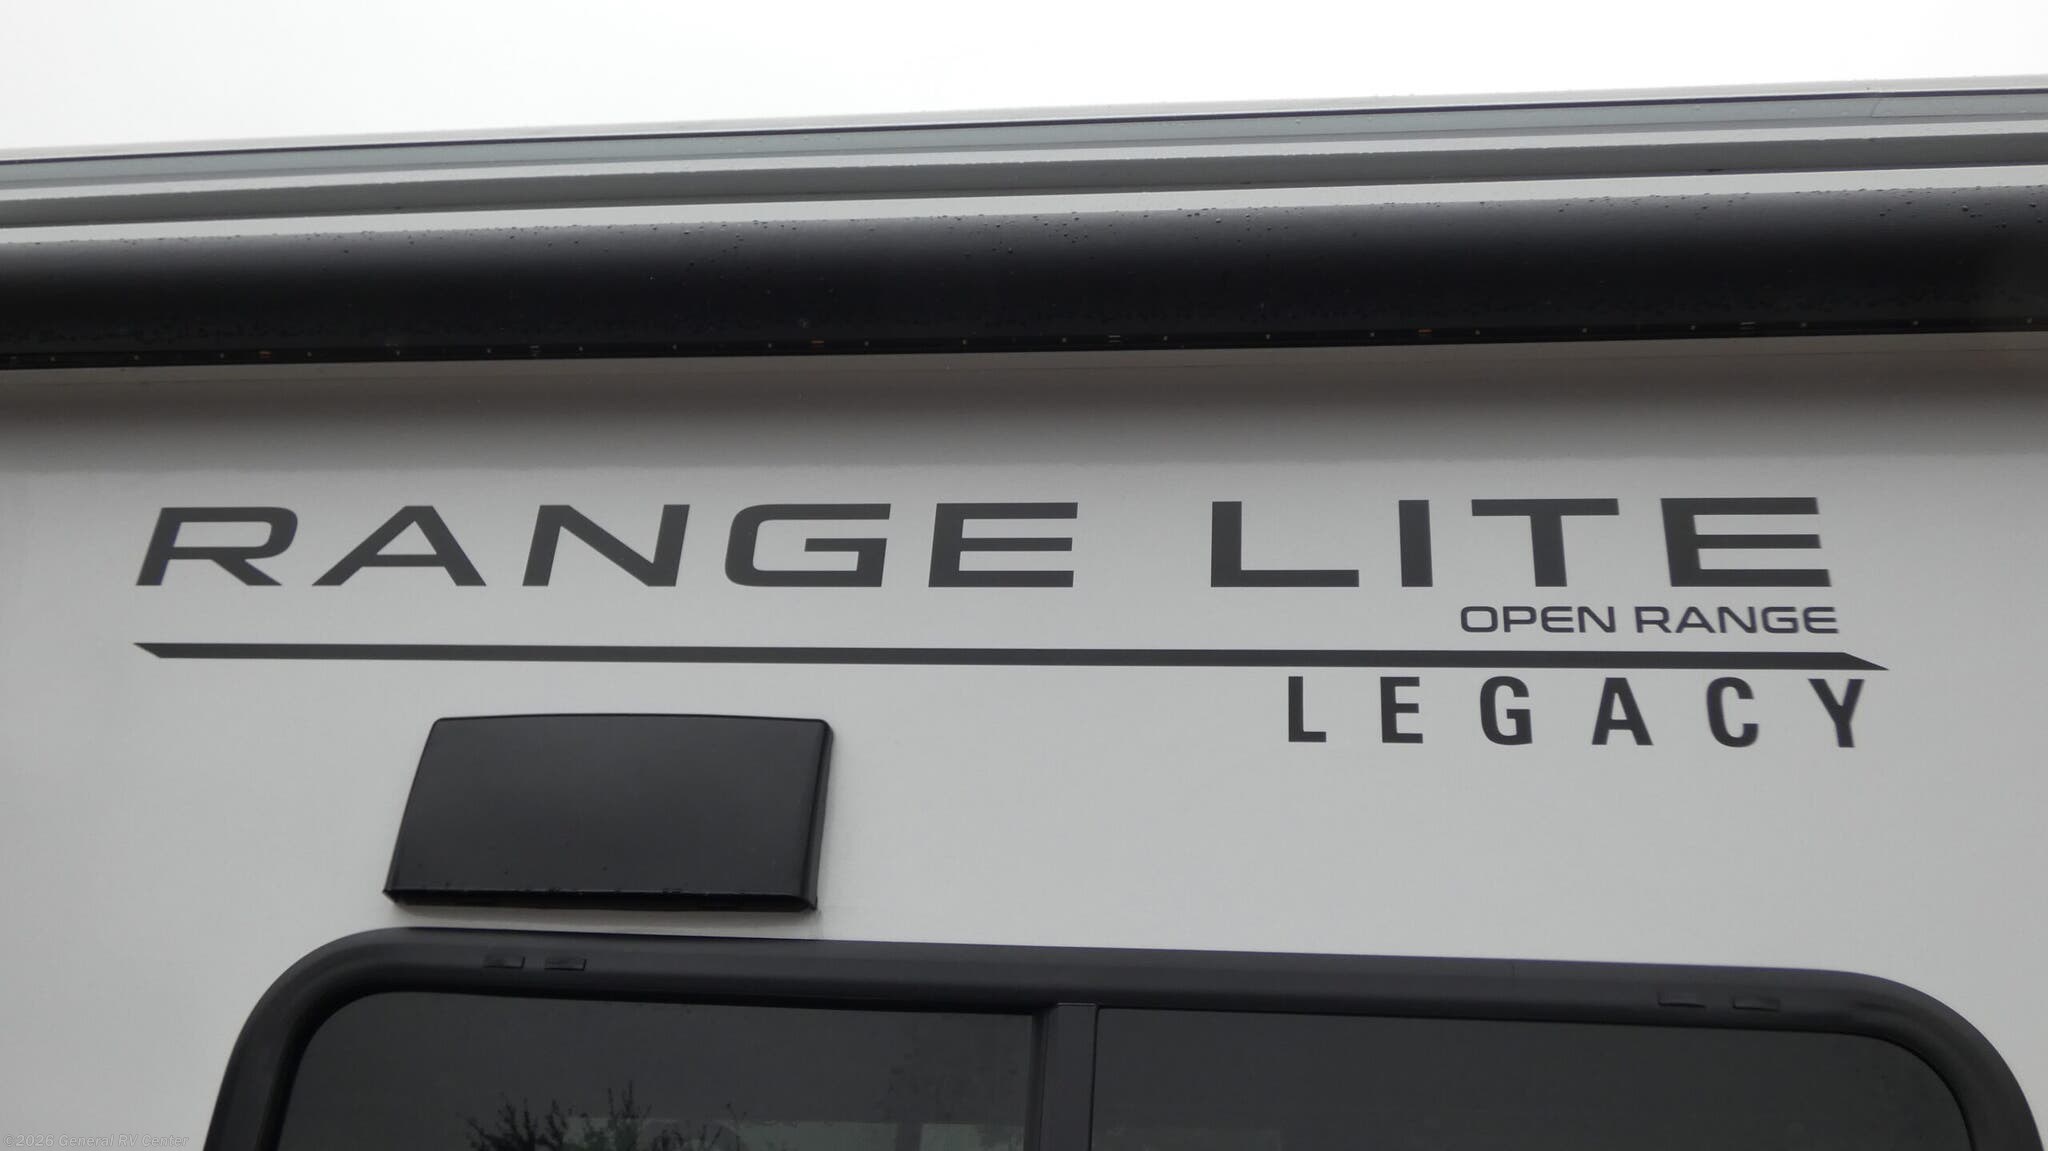 RANGE LITE
OPEN RANGE
LEGACY
©2026 General RV Center